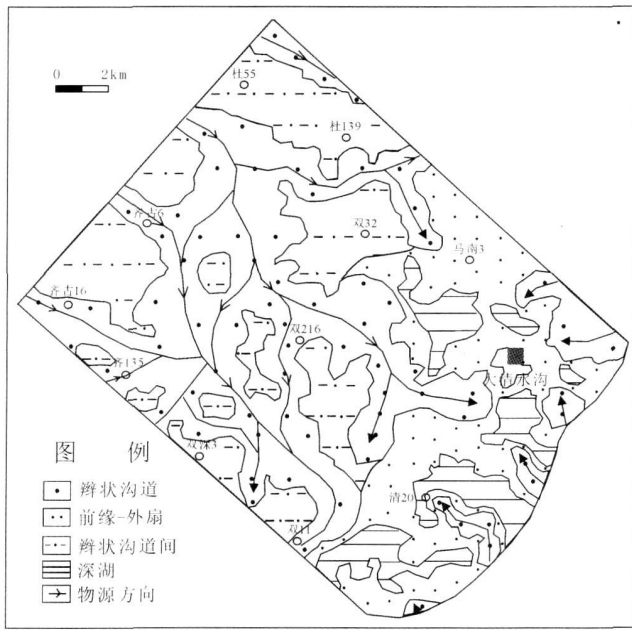 0 2km
杜55
杜139
齐古6
双32
马南3
齐古16
双216
大清水沟
齐135
双深3
清20
双11
图 例
辫状沟道
前缘-外扇
辫状沟道间
深湖
物源方向